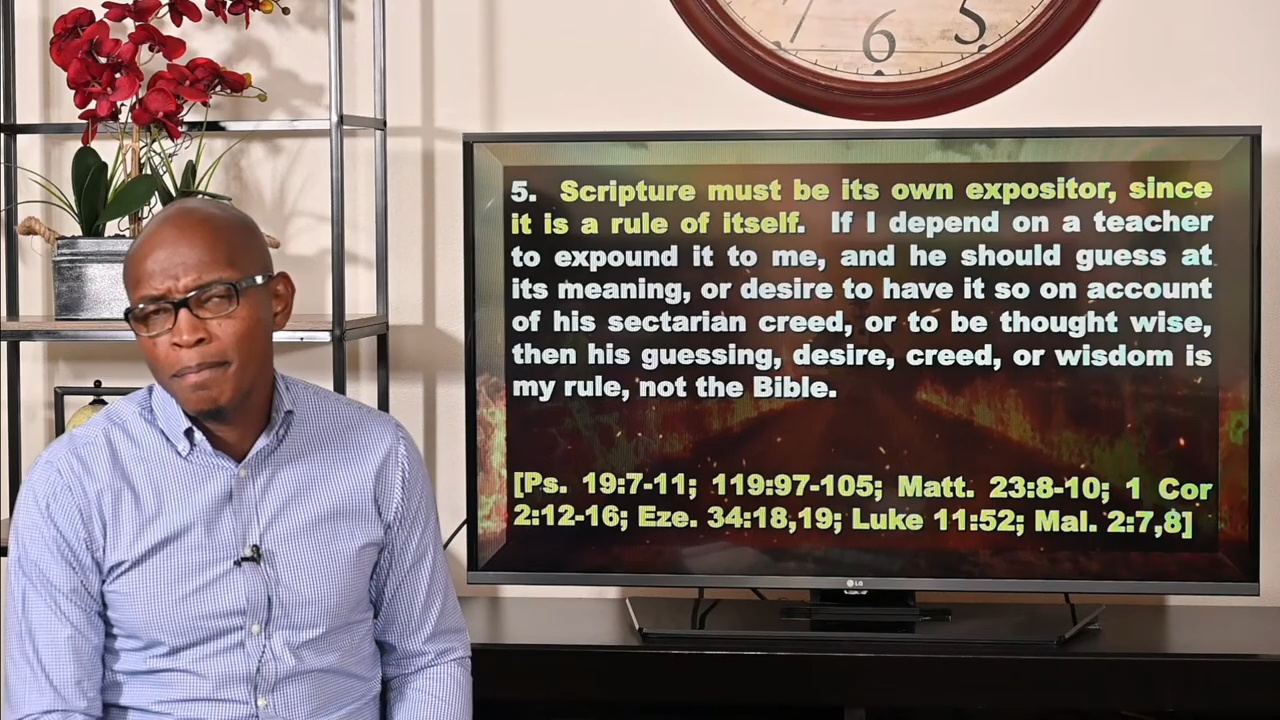 7 6 5
5. Scripture must be its own expositor, since
it is a rule of itself. If I depend on a teacher
to expound it to me, and he should guess at
its meaning, or desire to have it so on account
of his sectarian creed, or to be thought wise,
then his guessing, desire, creed, or wisdom is
my rule, not the Bible.
[Ps. 19:7-11; 119:97-105; Matt. 23:8-10; 1 Cor
2:12-16; Eze. 34:18,19; Luke 11:52; Mal. 2:7,8]
LG